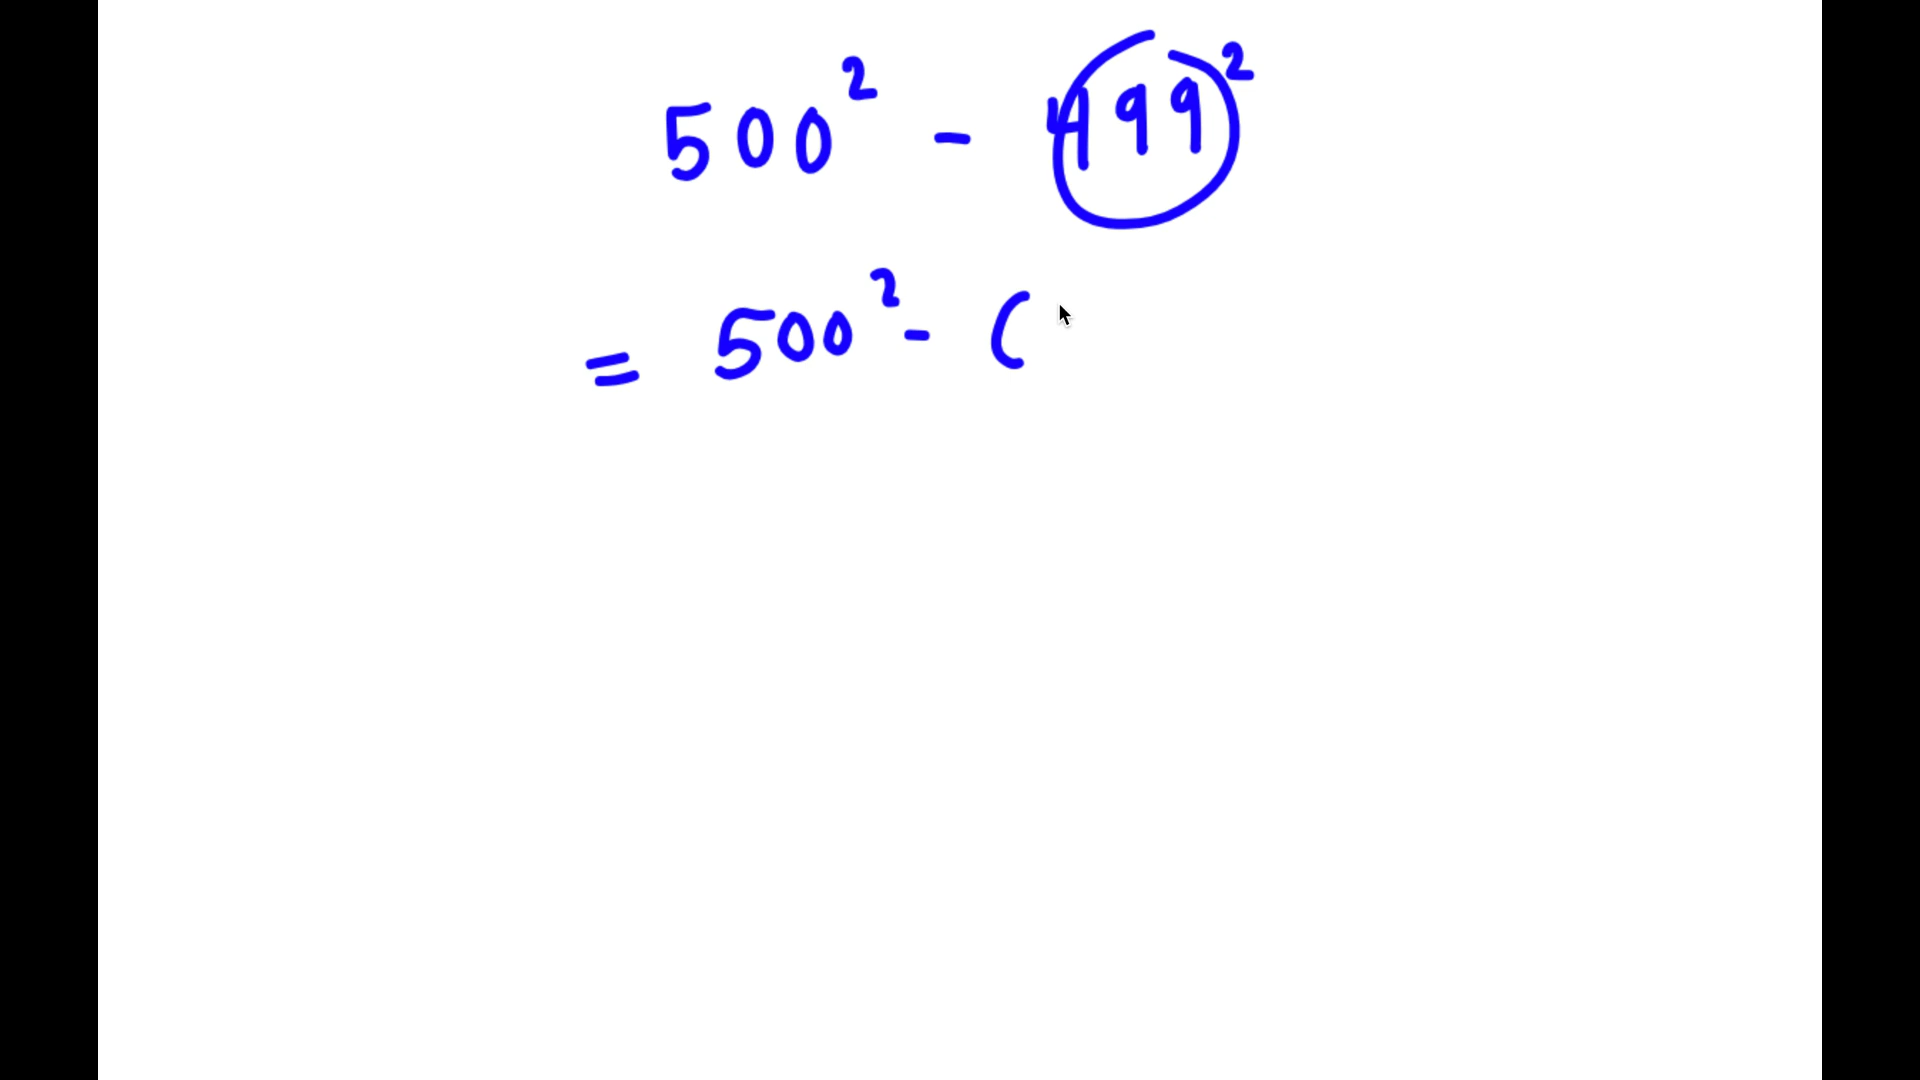 500² - 499²
= 500² - (